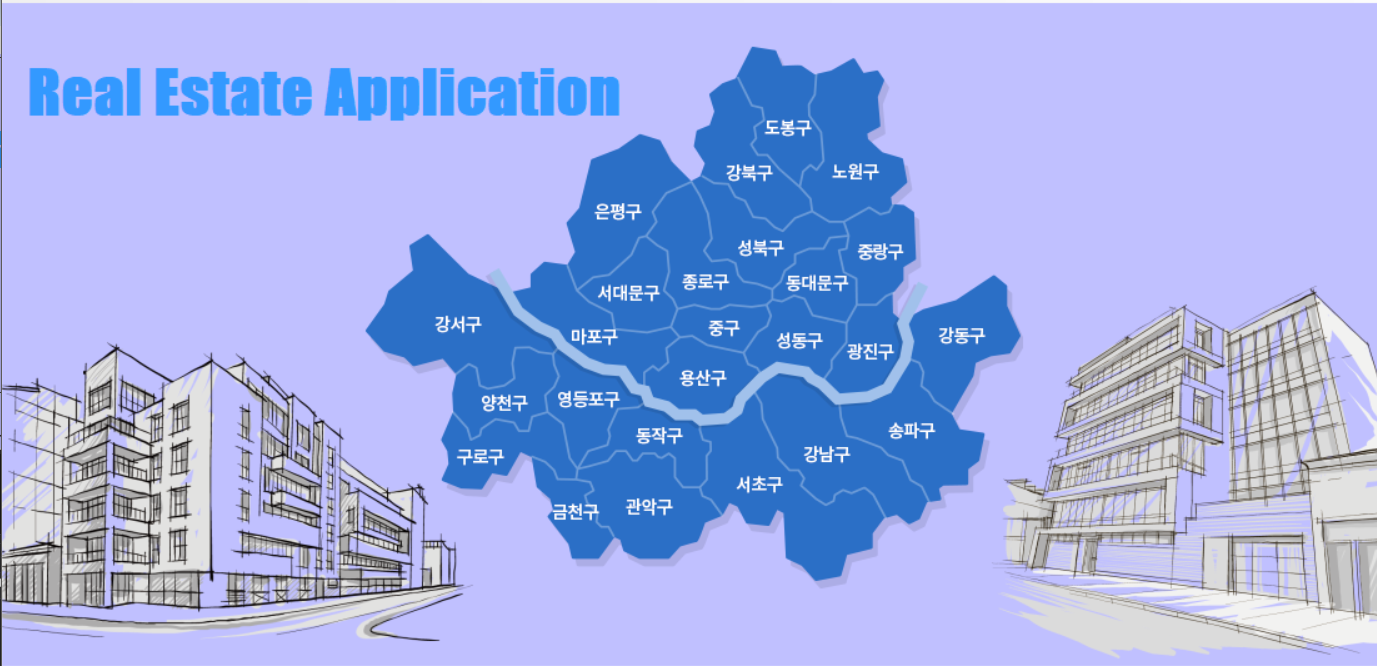 Real Estate Application
도봉구
강북구
노원구
은평구
성북구
중랑구
종로구
동대문구
서대문구
강서구
마포구
중구
성동구
광진구
강동구
용산구
양천구
영등포구
동작구
송파구
구로구
강남구
서초구
금천구
관악구